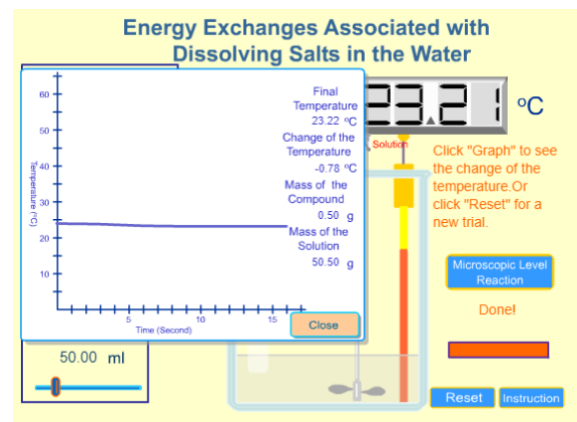 Energy Exchanges Associated with
Dissolving Salts in the Water
60
50
40
30
20
10
Temperature (°C)
5
10
15
Time (Second)
Final
Temperature
23.22 °C
Change of the
Temperature
-0.78 °C
Mass of the
Compound
0.50 g
Mass of the
Solution
50.50 g
Close
23.21 °C
Solution
Click "Graph" to see
the change of the
temperature.Or
click "Reset" for a
new trial.
Microscopic Level
Reaction
Done!
50.00 ml
Reset
Instruction